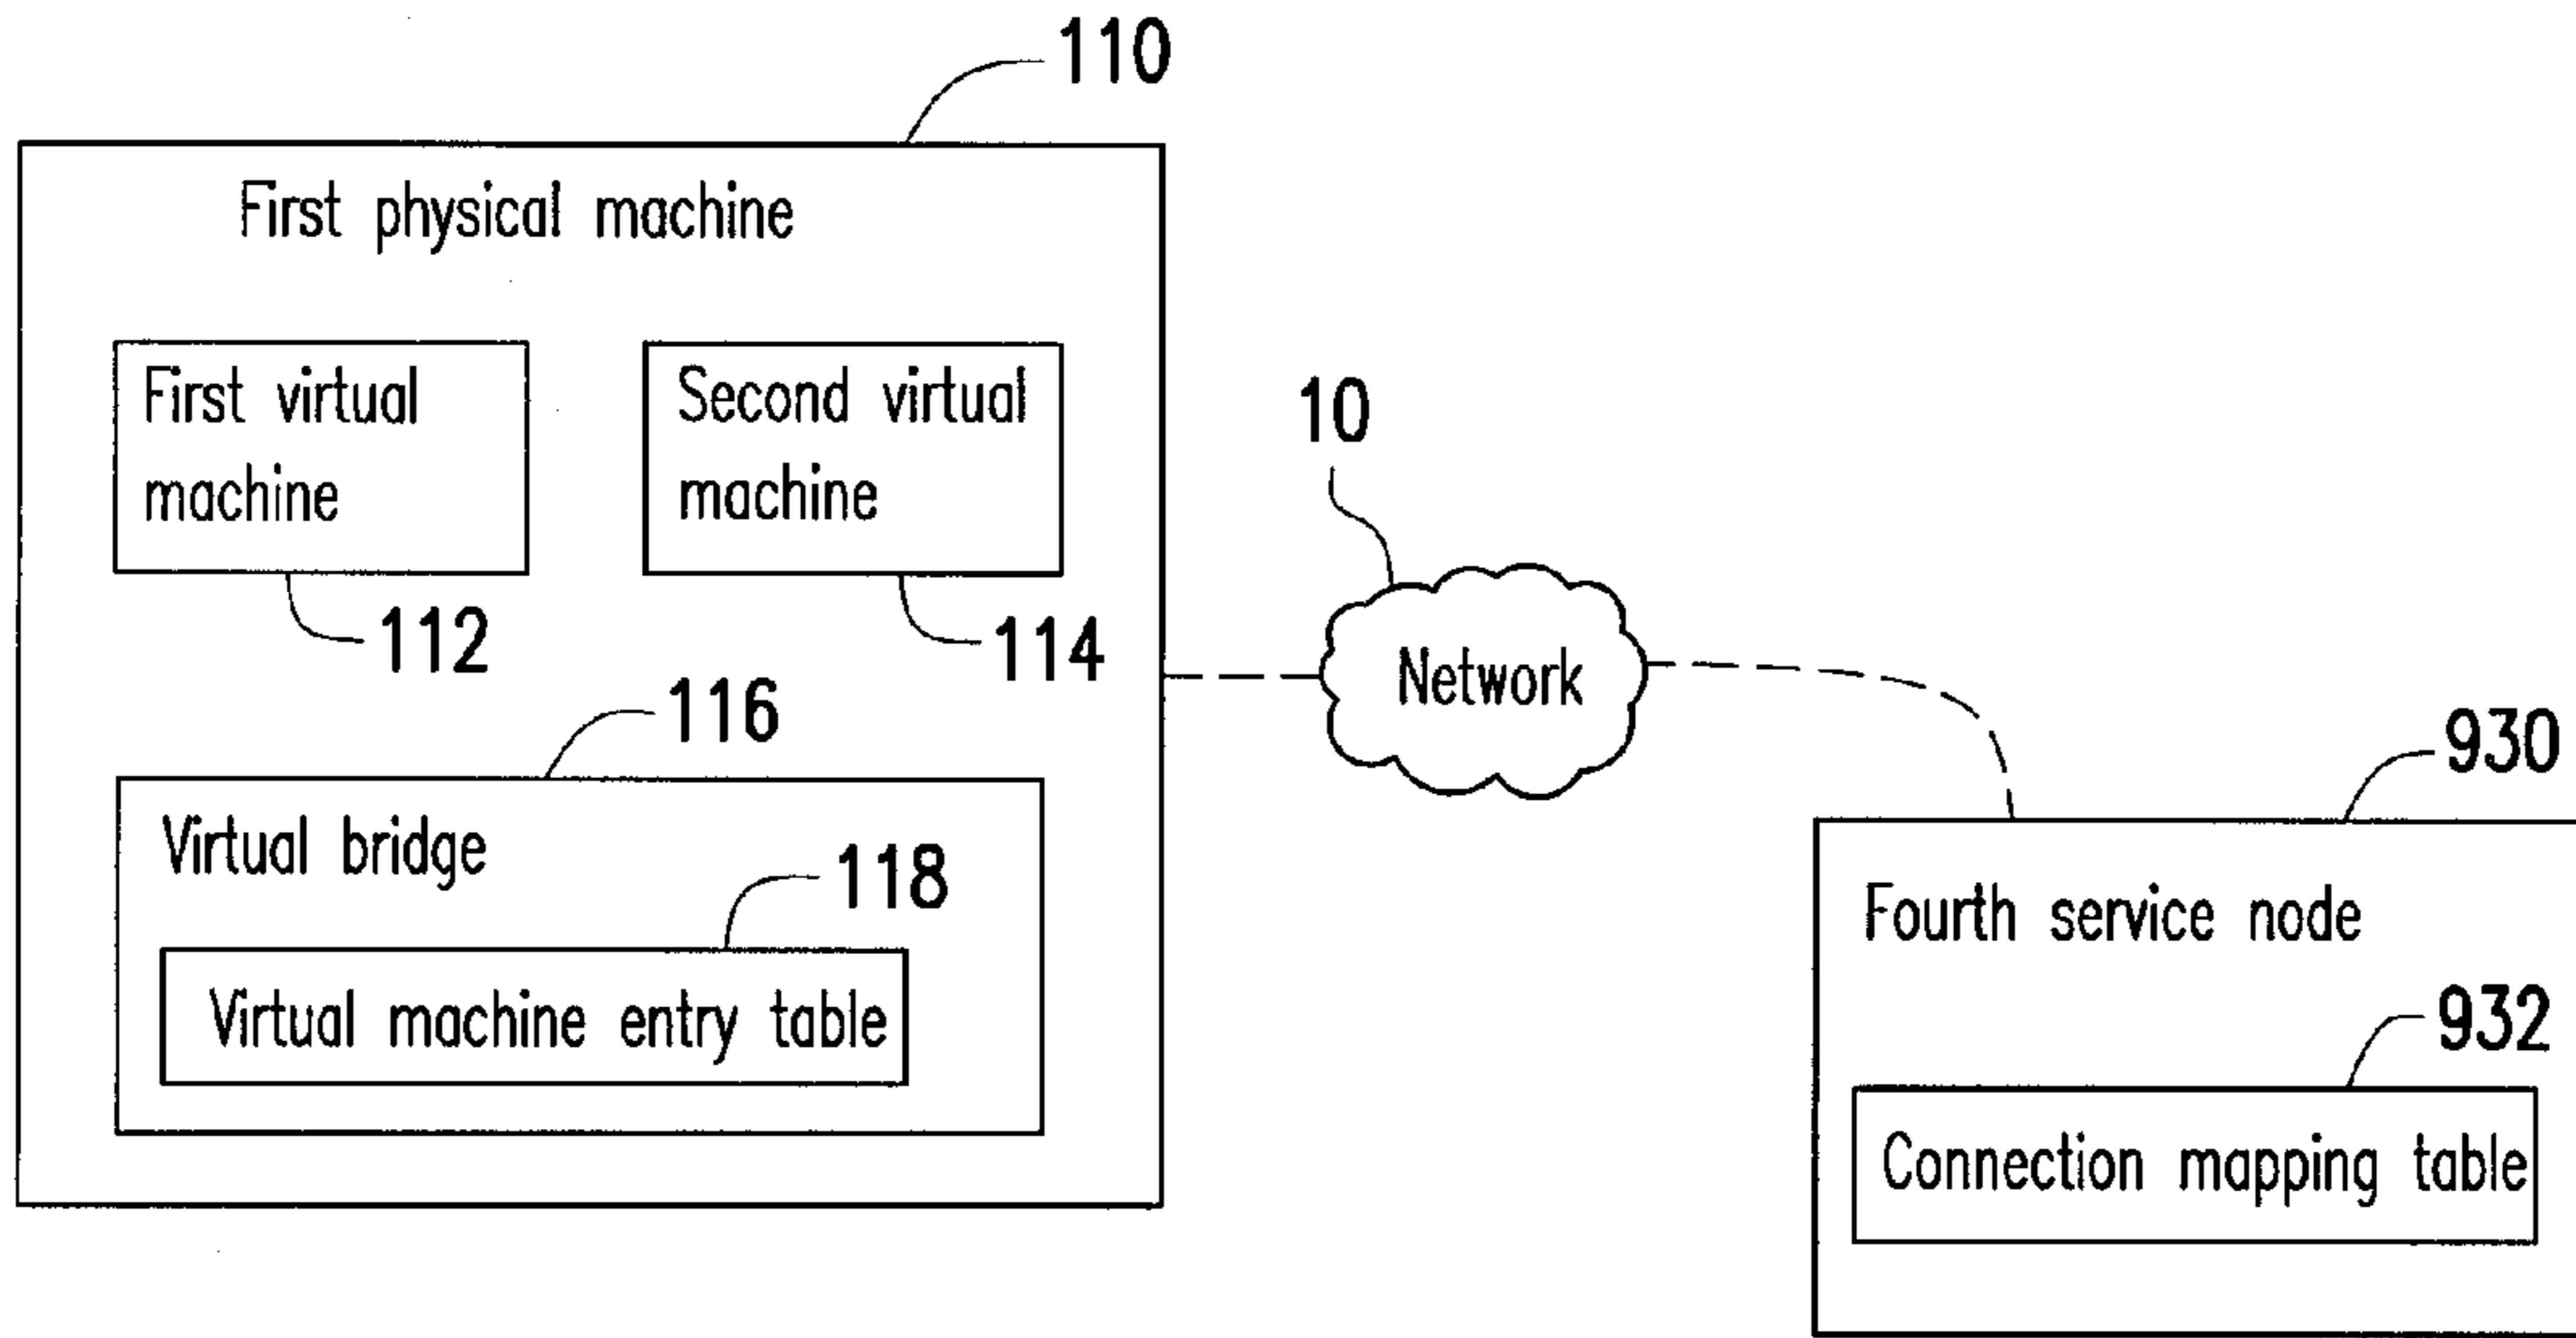 110
First physical machine
First virtual
machine
112
Second virtual
machine
114
116
Virtual bridge
118
Virtual machine entry table
10
Network
930
Fourth service node
932
Connection mapping table